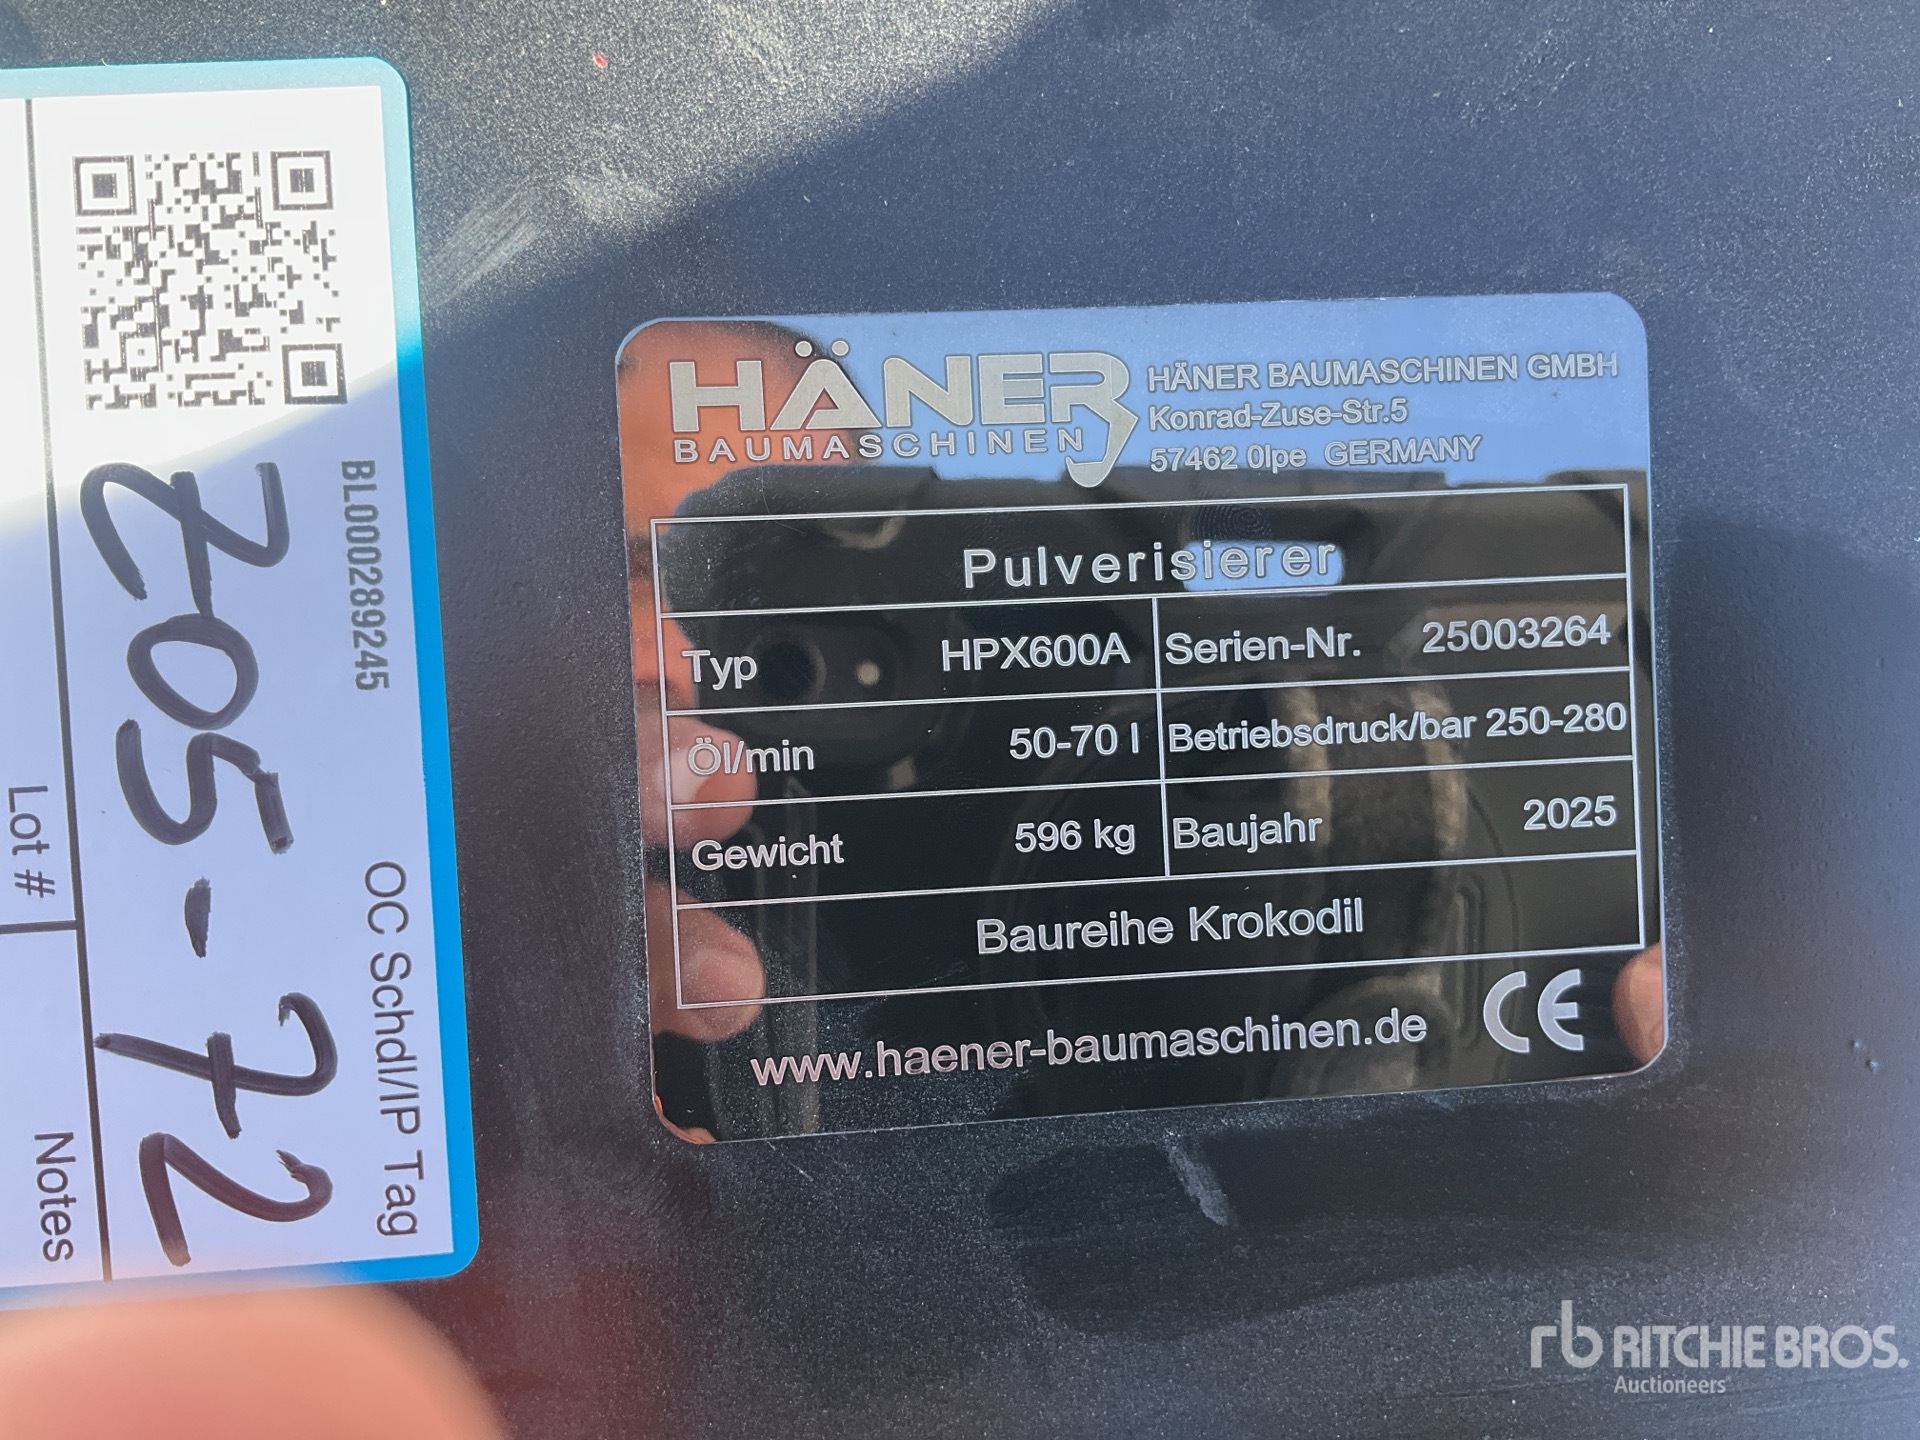 BL000289245
OC Schdl/IP Tag
Z05-72
Lot #
Notes
HÄNER
BAUMASCHINEN
HÄNER BAUMASCHINEN GMBH
Konrad-Zuse-Str.5
57462 Olpe GERMANY
Pulverisierer
Typ HPX600A Serien-Nr. 25003264
Öl/min 50-70 l Betriebsdruck/bar 250-280
Gewicht 596 kg Baujahr 2025
Baureihe Krokodil
www.haener-baumaschinen.de CE
rb RITCHIE BROS.
Auctioneers